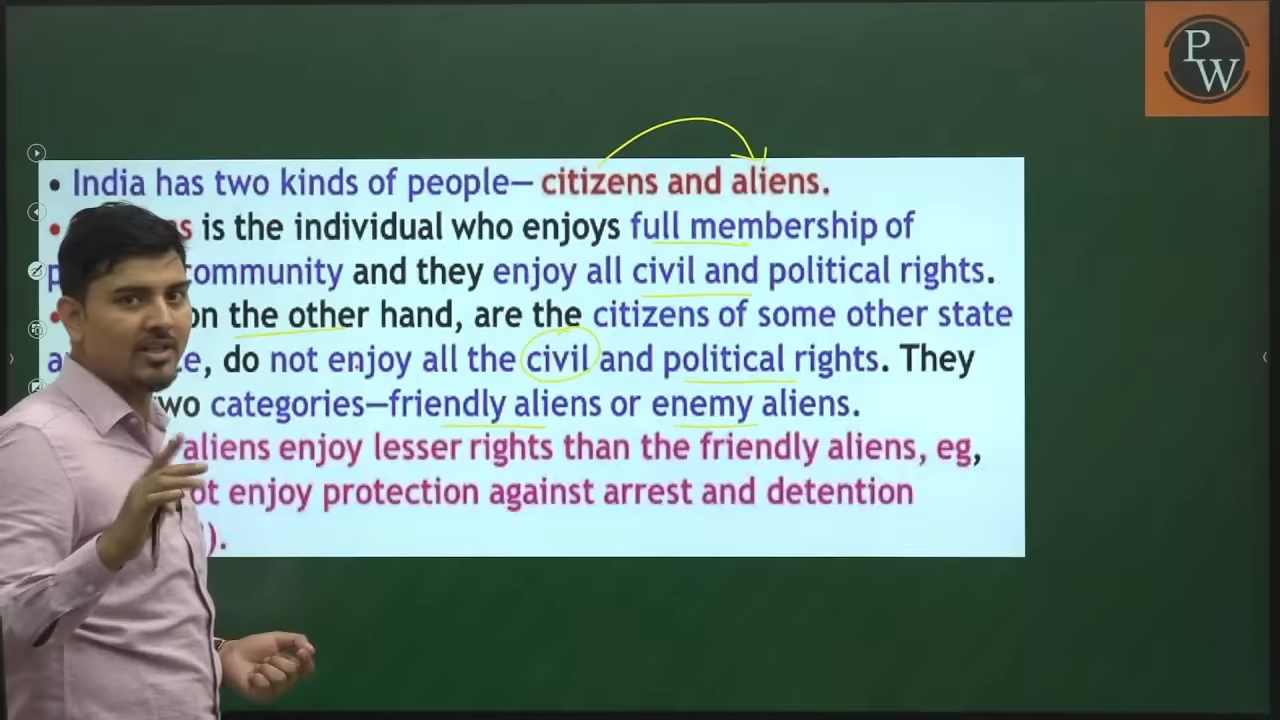 PW
• India has two kinds of people– citizens and aliens.
• is the individual who enjoys full membership of
community and they enjoy all civil and political rights.
• on the other hand, are the citizens of some other state
, do not enjoy all the civil and political rights. They
categories–friendly aliens or enemy aliens.
aliens enjoy lesser rights than the friendly aliens, eg,
enjoy protection against arrest and detention
).